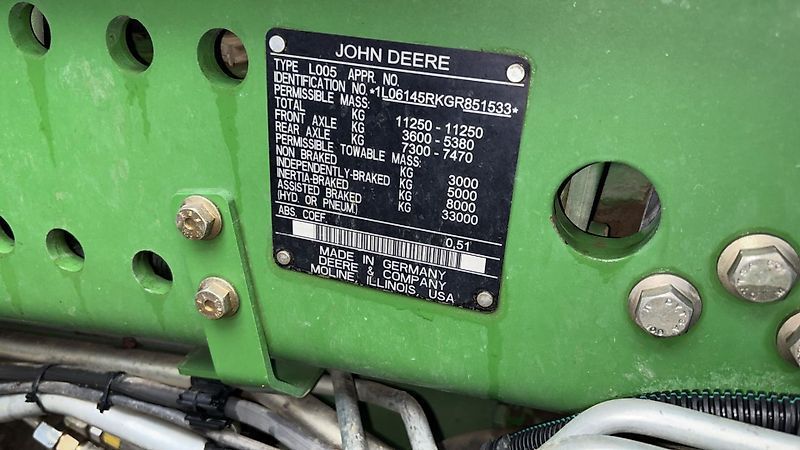 JOHN DEERE
TYPE L005 APPR. NO.
IDENTIFICATION NO. *1L06145RKGR851533*
PERMISSIBLE MASS:
TOTAL KG 11250 - 11250
FRONT AXLE KG 3600 - 5380
REAR AXLE KG 7300 - 7470
PERMISSIBLE TOWABLE MASS:
NON BRAKED KG 3000
INDEPENDENTLY-BRAKED KG 5000
INERTIA-BRAKED KG 8000
ASSISTED BRAKED KG 33000
(HYD. OR PNEUM.)
ABS. COEF. 0,51
MADE IN GERMANY
DEERE & COMPANY
MOLINE, ILLINOIS, USA